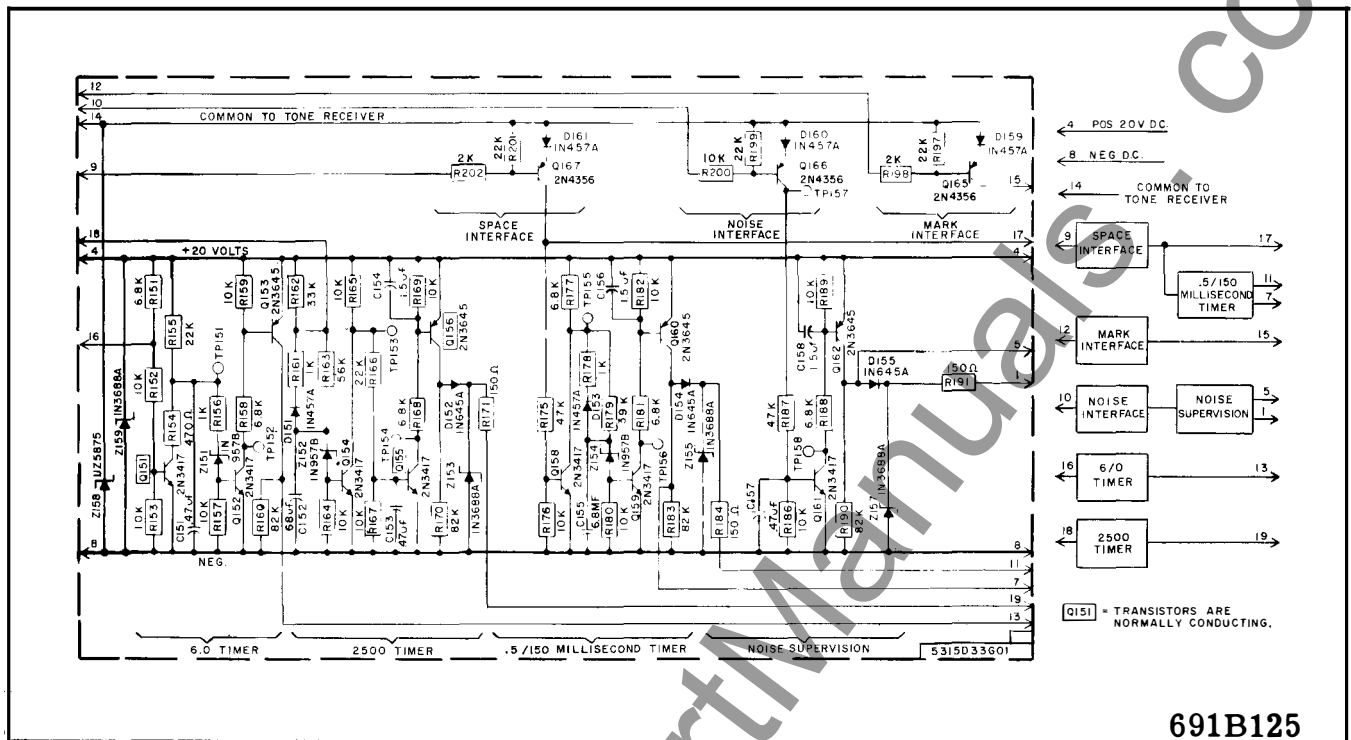 12
10
14
COMMON TO TONE RECEIVER
9
2K
R202
22K
R201
D161
IN457A
Q167
2N4356
SPACE
INTERFACE
10K
R200
22K
R199
D160
IN457A
Q166
2N4356
TP157
NOISE
INTERFACE
2K
R198
22K
R197
D159
IN457A
Q165
2N4356
MARK
INTERFACE
15
17
4
18
4
+20 VOLTS
16
8
NEG.
Z158
UZ5875
Z159
IN3688A
6.8K
R151
10K
R152
R155
22K
R154
470Ω
Q151
2N3417
10K
R153
C151
47uF
TP151
1K
R156
Z151
IN
957B
10K
R157
Q152
2N3417
10K
R159
R158
6.8K
TP152
Q153
2N3645
R160
82K
R162
33K
R161
1K
D151
IN457A
68uF
C152
R163
56K
Z152
IN957B
R164
10K
Q154
2N3417
10K
R165
22K
R166
TP153
TP154
10K
R167
C153
47uF
C154
1.5uF
R169
10K
6.8K
R168
Q155
2N3417
Q156
2N3645
R170
82K
D152
IN645A
Z153
IN3688A
R171
150Ω
6.8K
R177
R175
47K
Q158
2N3417
R176
10K
TP155
R178
1K
D153
IN457A
C155
6.8MF
C156
1.5uF
R182
10K
R179
39K
Z154
IN957B
R180
10K
R181
6.8K
Q159
2N3417
TP156
Q160
2N3645
R183
82K
D154
IN645A
Z155
IN3688A
R184
150Ω
47K
R187
C157
47uF
R186
10K
C158
1.5uF
10K
R189
6.8K
R188
TP158
Q161
2N3417
Q162
2N3645
R190
82K
D155
IN645A
Z157
IN3688A
150Ω
R191
5
1
8
11
7
19
13
6.0 TIMER
2500 TIMER
.5/150 MILLISECOND TIMER
NOISE SUPERVISION
5315D33G01
4 POS 20V DC.
8 NEG D.C.
14 COMMON TO
TONE RECEIVER
9
SPACE
INTERFACE
17
.5/150
MILLISECOND
TIMER
11
7
12
MARK
INTERFACE
15
10
NOISE
INTERFACE
NOISE
SUPERVISION
5
1
16
6/0
TIMER
13
18
2500
TIMER
19
Q151 = TRANSISTORS ARE
NORMALLY CONDUCTING.
691B125